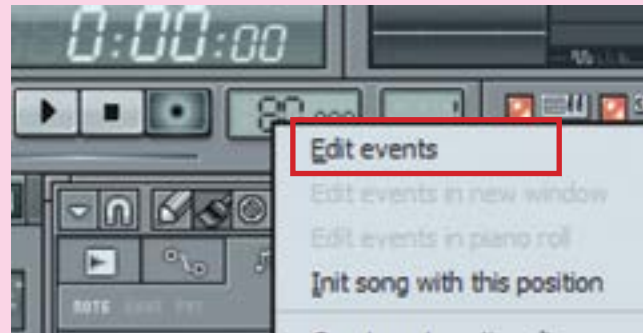 0:00:00
Edit events
Edit events in new window
Edit events in piano roll
Init song with this position
NOTE